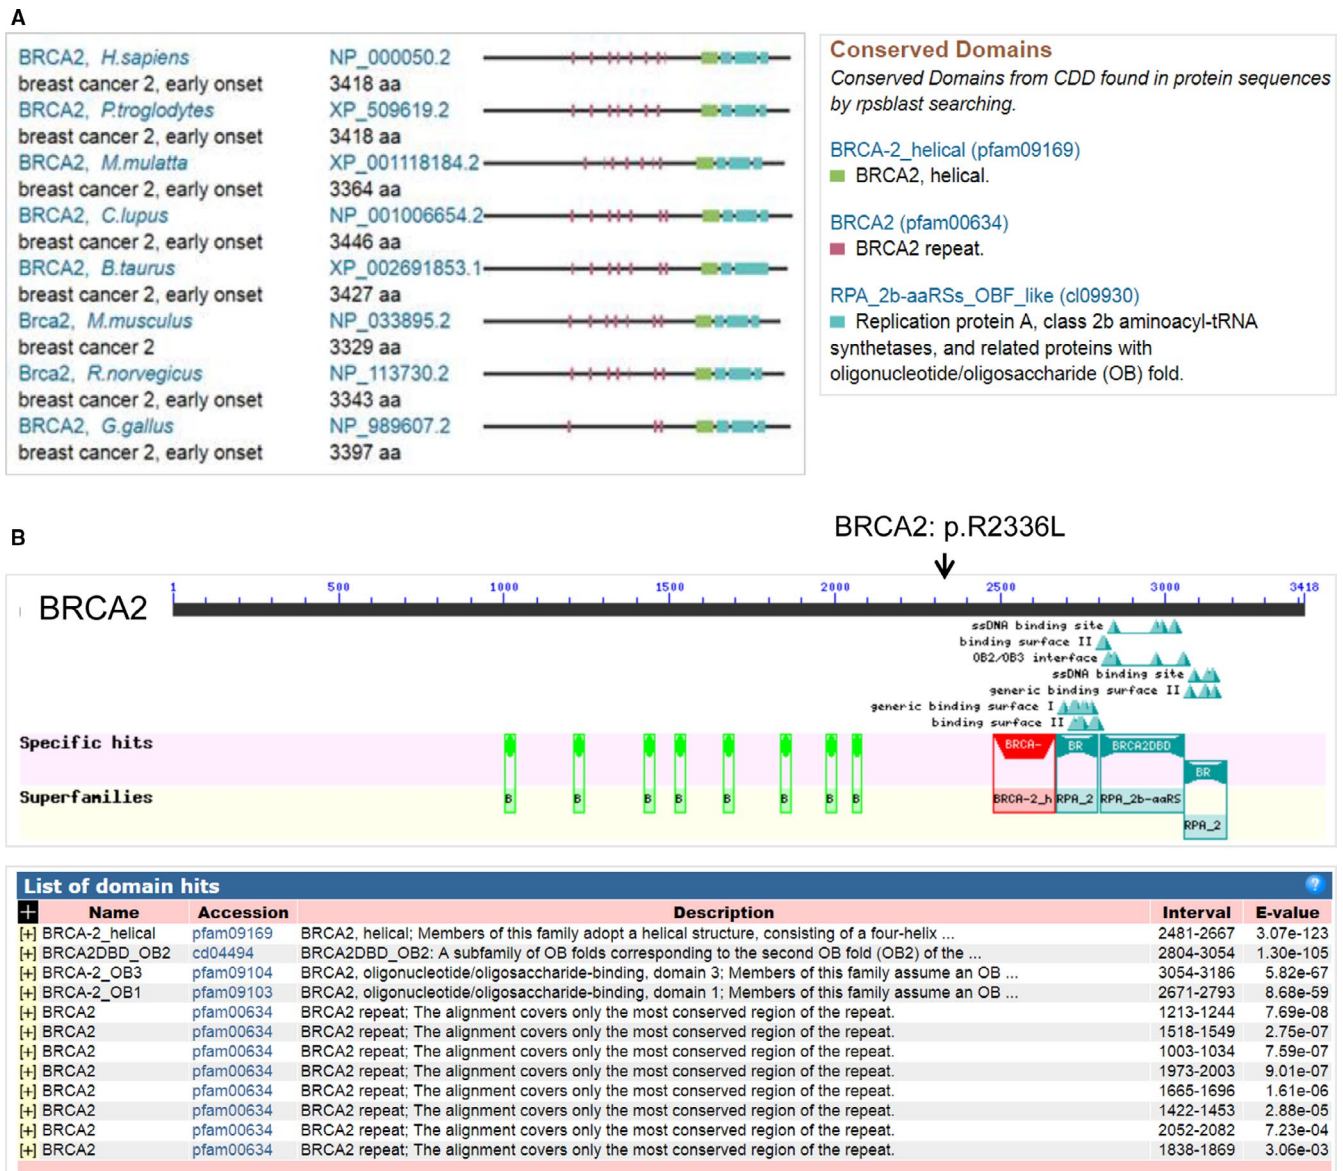 A
BRCA2, H.sapiens NP_000050.2
breast cancer 2, early onset 3418 aa
BRCA2, P.troglodytes XP_509619.2
breast cancer 2, early onset 3418 aa
BRCA2, M.mulatta XP_001118184.2
breast cancer 2, early onset 3364 aa
BRCA2, C.lupus NP_001006654.2
breast cancer 2, early onset 3446 aa
BRCA2, B.taurus XP_002691853.1
breast cancer 2, early onset 3427 aa
Brca2, M.musculus NP_033895.2
breast cancer 2 3329 aa
Brca2, R.norvegicus NP_113730.2
breast cancer 2, early onset 3343 aa
BRCA2, G.gallus NP_989607.2
breast cancer 2, early onset 3397 aa
Conserved Domains
Conserved Domains from CDD found in protein sequences
by rpsblast searching.
BRCA-2_helical (pfam09169)
BRCA2, helical.
BRCA2 (pfam00634)
BRCA2 repeat.
RPA_2b-aaRSs_OBF_like (cl09930)
Replication protein A, class 2b aminoacyl-tRNA
synthetases, and related proteins with
oligonucleotide/oligosaccharide (OB) fold.
B
BRCA2: p.R2336L
1 500 1000 1500 2000 2500 3000 3418
BRCA2
ssDNA binding site
binding surface II
OB2/OB3 interface
ssDNA binding site
generic binding surface II
generic binding surface I
binding surface II
Specific hits BRCA- BR BRCA2DBD
BR
Superfamilies B B B B B B B B BRCA-2_h RPA_2 RPA_2b-aaRS
RPA_2
List of domain hits ?
+ Name Accession Description Interval E-value
[+] BRCA-2_helical pfam09169 BRCA2, helical; Members of this family adopt a helical structure, consisting of a four-helix ... 2481-2667 3.07e-123
[+] BRCA2DBD_OB2 cd04494 BRCA2DBD_OB2: A subfamily of OB folds corresponding to the second OB fold (OB2) of the ... 2804-3054 1.30e-105
[+] BRCA-2_OB3 pfam09104 BRCA2, oligonucleotide/oligosaccharide-binding, domain 3; Members of this family assume an OB ... 3054-3186 5.82e-67
[+] BRCA-2_OB1 pfam09103 BRCA2, oligonucleotide/oligosaccharide-binding, domain 1; Members of this family assume an OB ... 2671-2793 8.68e-59
[+] BRCA2 pfam00634 BRCA2 repeat; The alignment covers only the most conserved region of the repeat. 1213-1244 7.69e-08
[+] BRCA2 pfam00634 BRCA2 repeat; The alignment covers only the most conserved region of the repeat. 1518-1549 2.75e-07
[+] BRCA2 pfam00634 BRCA2 repeat; The alignment covers only the most conserved region of the repeat. 1003-1034 7.59e-07
[+] BRCA2 pfam00634 BRCA2 repeat; The alignment covers only the most conserved region of the repeat. 1973-2003 9.01e-07
[+] BRCA2 pfam00634 BRCA2 repeat; The alignment covers only the most conserved region of the repeat. 1665-1696 1.61e-06
[+] BRCA2 pfam00634 BRCA2 repeat; The alignment covers only the most conserved region of the repeat. 1422-1453 2.88e-05
[+] BRCA2 pfam00634 BRCA2 repeat; The alignment covers only the most conserved region of the repeat. 2052-2082 7.23e-04
[+] BRCA2 pfam00634 BRCA2 repeat; The alignment covers only the most conserved region of the repeat. 1838-1869 3.06e-03